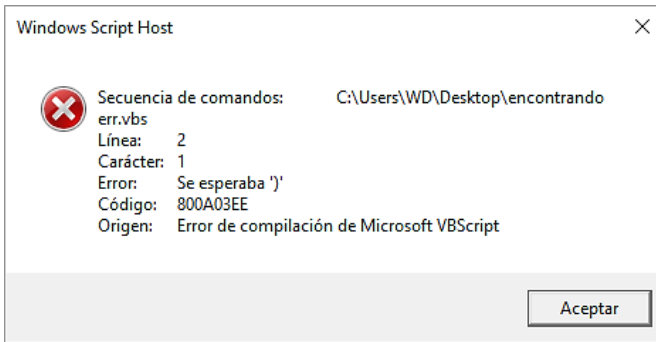 Windows Script Host
Secuencia de comandos: C:\Users\WD\Desktop\encontrando
err.vbs
Línea: 2
Carácter: 1
Error: Se esperaba ')'
Código: 800A03EE
Origen: Error de compilación de Microsoft VBScript
Aceptar